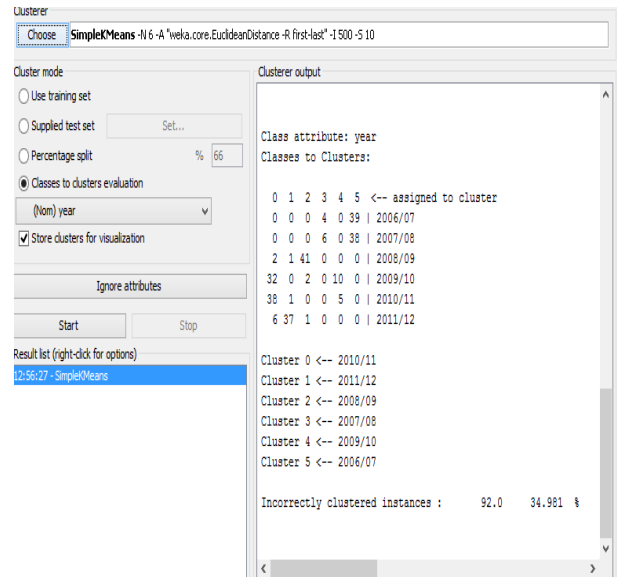 Clusterer
Choose SimpleKMeans -N 6 -A "weka.core.EuclideanDistance -R first-last" -I 500 -S 10
Cluster mode
Use training set
Supplied test set Set...
Percentage split % 66
Classes to clusters evaluation
(Nom) year
Store clusters for visualization
Ignore attributes
Start Stop
Result list (right-click for options)
12:56:27 - SimpleKMeans
Clusterer output
Class attribute: year
Classes to Clusters:
0 1 2 3 4 5 <-- assigned to cluster
0 0 0 4 0 39 | 2006/07
0 0 0 6 0 38 | 2007/08
2 1 41 0 0 0 | 2008/09
32 0 2 0 10 0 | 2009/10
38 1 0 0 5 0 | 2010/11
6 37 1 0 0 0 | 2011/12
Cluster 0 <-- 2010/11
Cluster 1 <-- 2011/12
Cluster 2 <-- 2008/09
Cluster 3 <-- 2007/08
Cluster 4 <-- 2009/10
Cluster 5 <-- 2006/07
Incorrectly clustered instances : 92.0 34.981 %